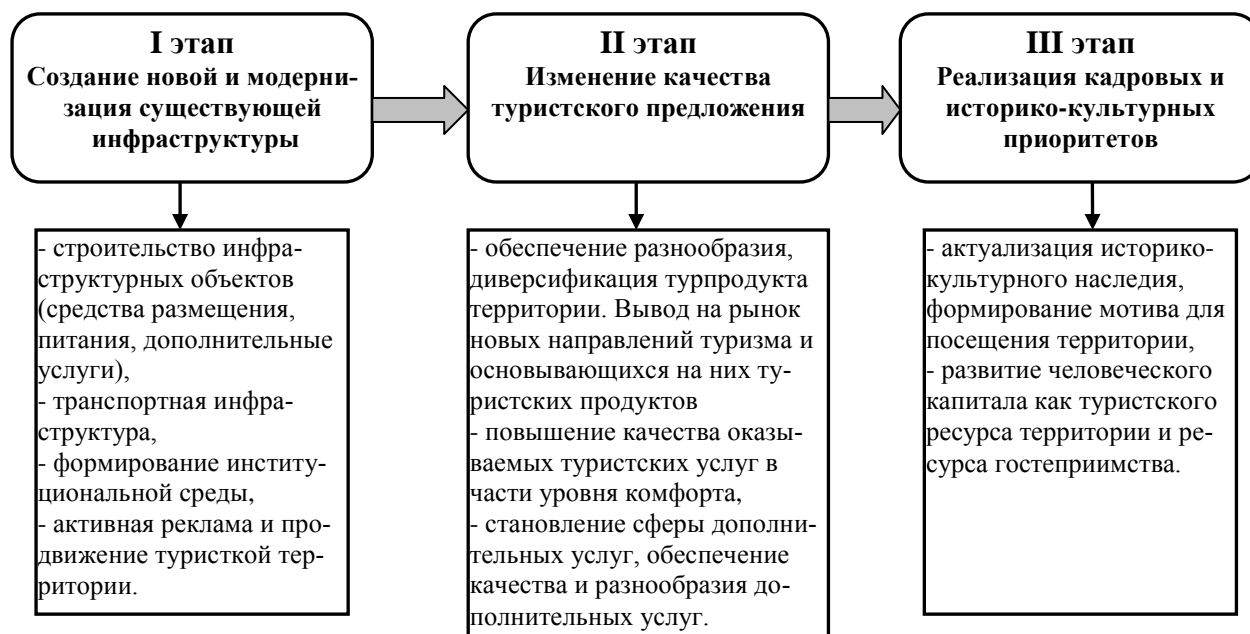 I этап
Создание новой и модерни-
зация существующей
инфраструктуры
II этап
Изменение качества
туристского предложения
III этап
Реализация кадровых и
историко-культурных
приоритетов
- строительство инфра-
структурных объектов
(средства размещения,
питания, дополнительные
услуги),
- транспортная инфра-
структура,
- формирование институ-
циональной среды,
- активная реклама и про-
движение туристкой тер-
ритории.
- обеспечение разнообразия,
диверсификация турпродукта
территории. Вывод на рынок
новых направлений туризма и
основывающихся на них ту-
ристских продуктов
- повышение качества оказы-
ваемых туристских услуг в
части уровня комфорта,
- становление сферы дополни-
тельных услуг, обеспечение
качества и разнообразия до-
полнительных услуг.
- актуализация историко-
культурного наследия,
формирование мотива для
посещения территории,
- развитие человеческого
капитала как туристского
ресурса территории и ре-
сурса гостеприимства.